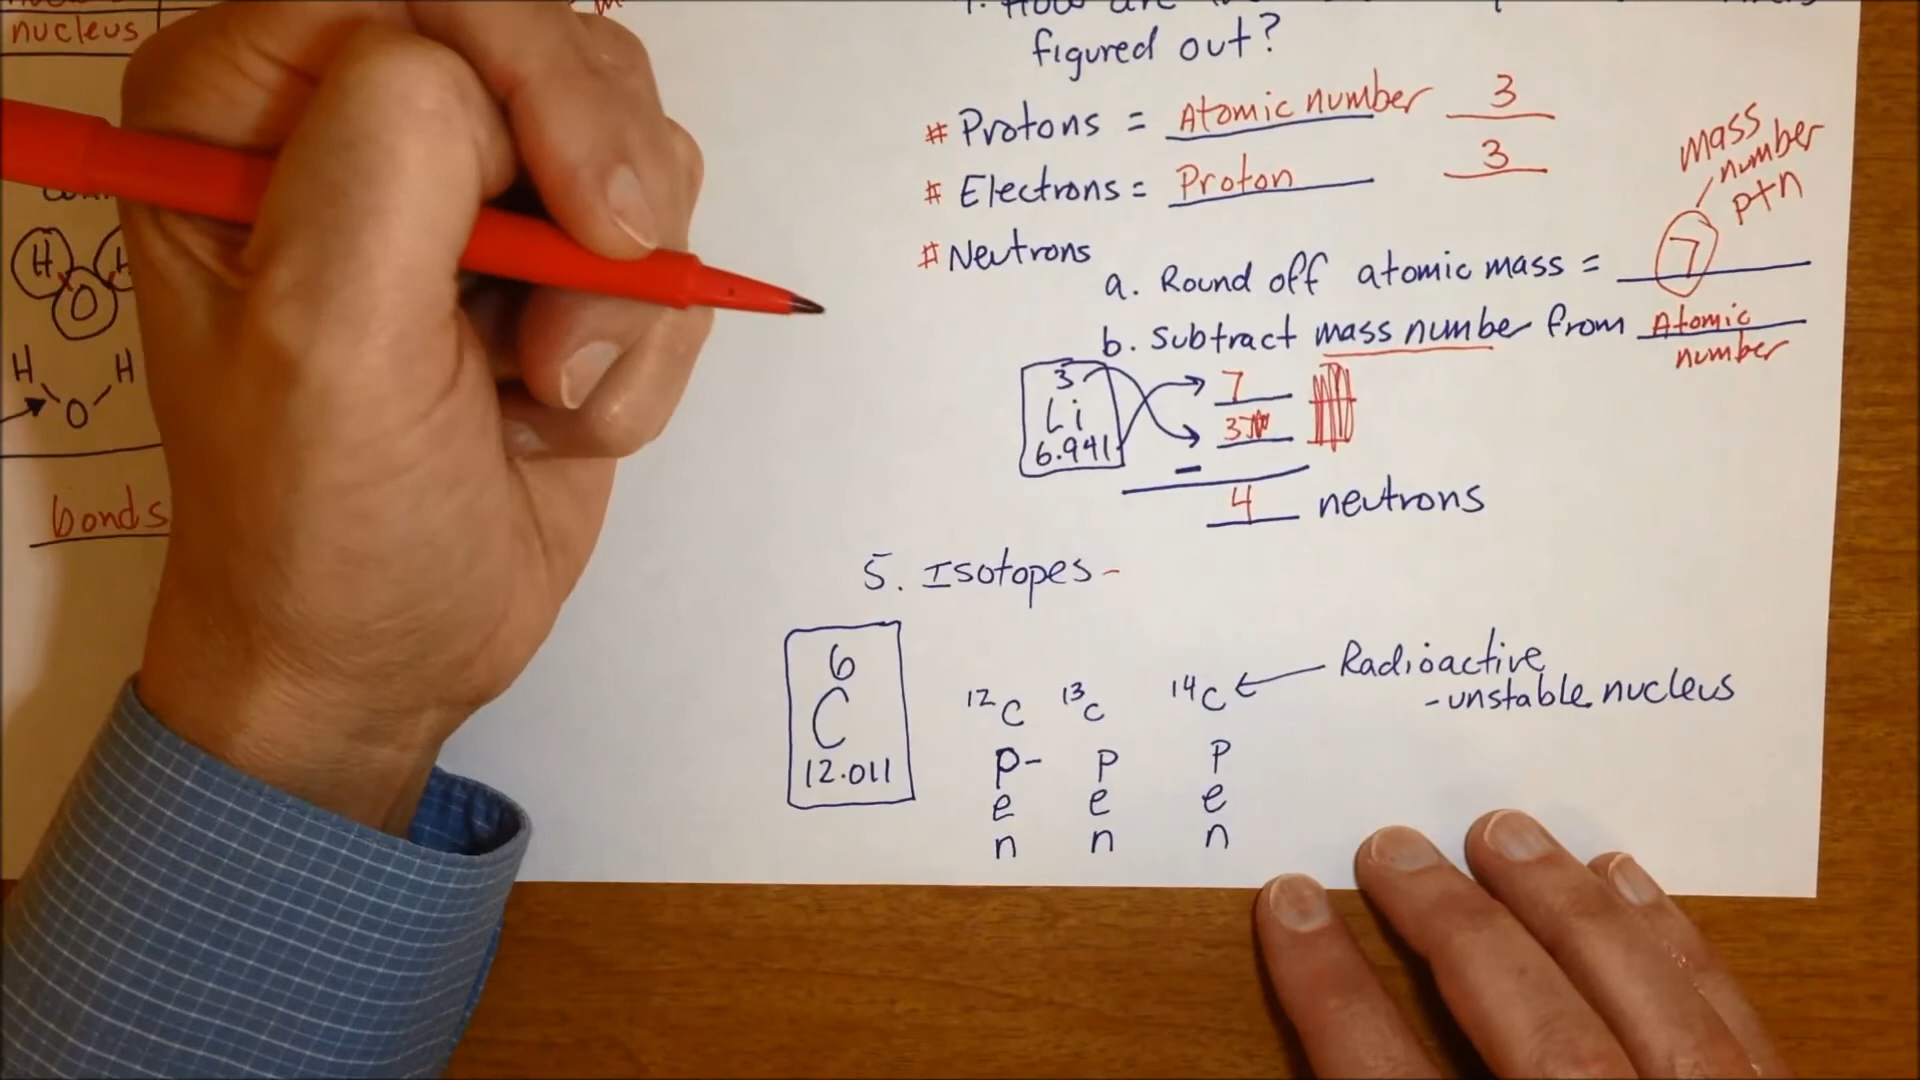 nucleus
H
O
H H
O
bonds
figured out?
# Protons = Atomic number 3
# Electrons = Proton 3
# Neutrons
mass
number
p+n
a. Round off atomic mass = 7
b. Subtract mass number from Atomic
number
3
Li
6.941
7
3
-
4 neutrons
5. Isotopes -
6
C
12.011
12C 13C 14C
Radioactive
- unstable nucleus
p- p p
e e e
n n n